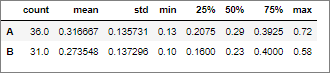 count mean std min 25% 50% 75% max
A 36.0 0.316667 0.135731 0.13 0.2075 0.29 0.3925 0.72
B 31.0 0.273548 0.137296 0.10 0.1600 0.23 0.4000 0.58